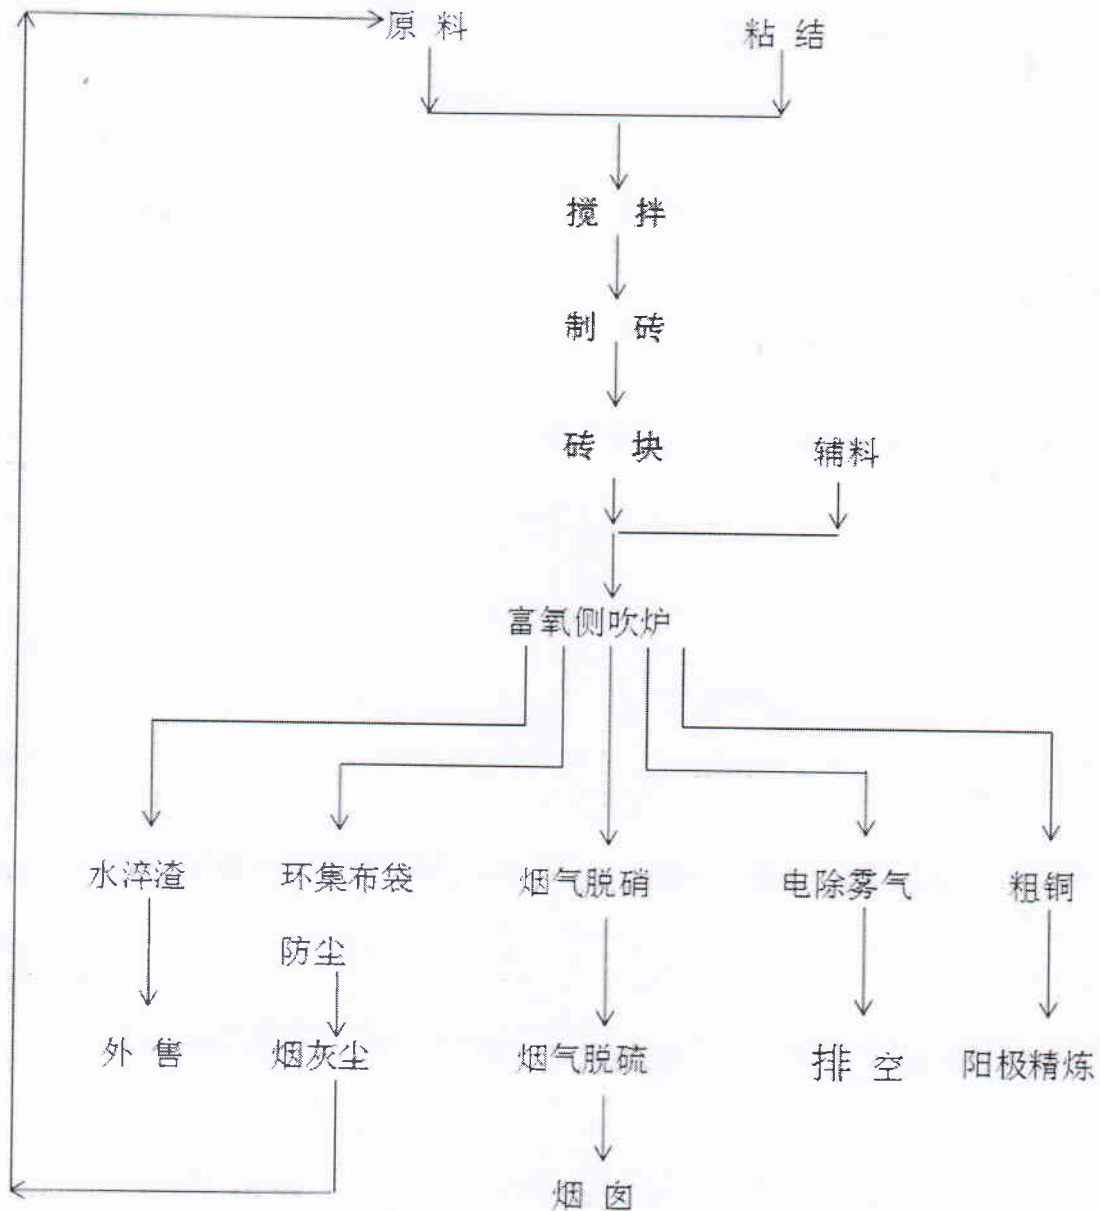 原 料
粘 结
搅 拌
制 砖
砖 块
辅料
富氧侧吹炉
水淬渣
环集布袋
烟气脱硝
电除雾气
粗铜
防尘
外 售
烟灰尘
烟气脱硫
排 空
阳极精炼
烟 囱